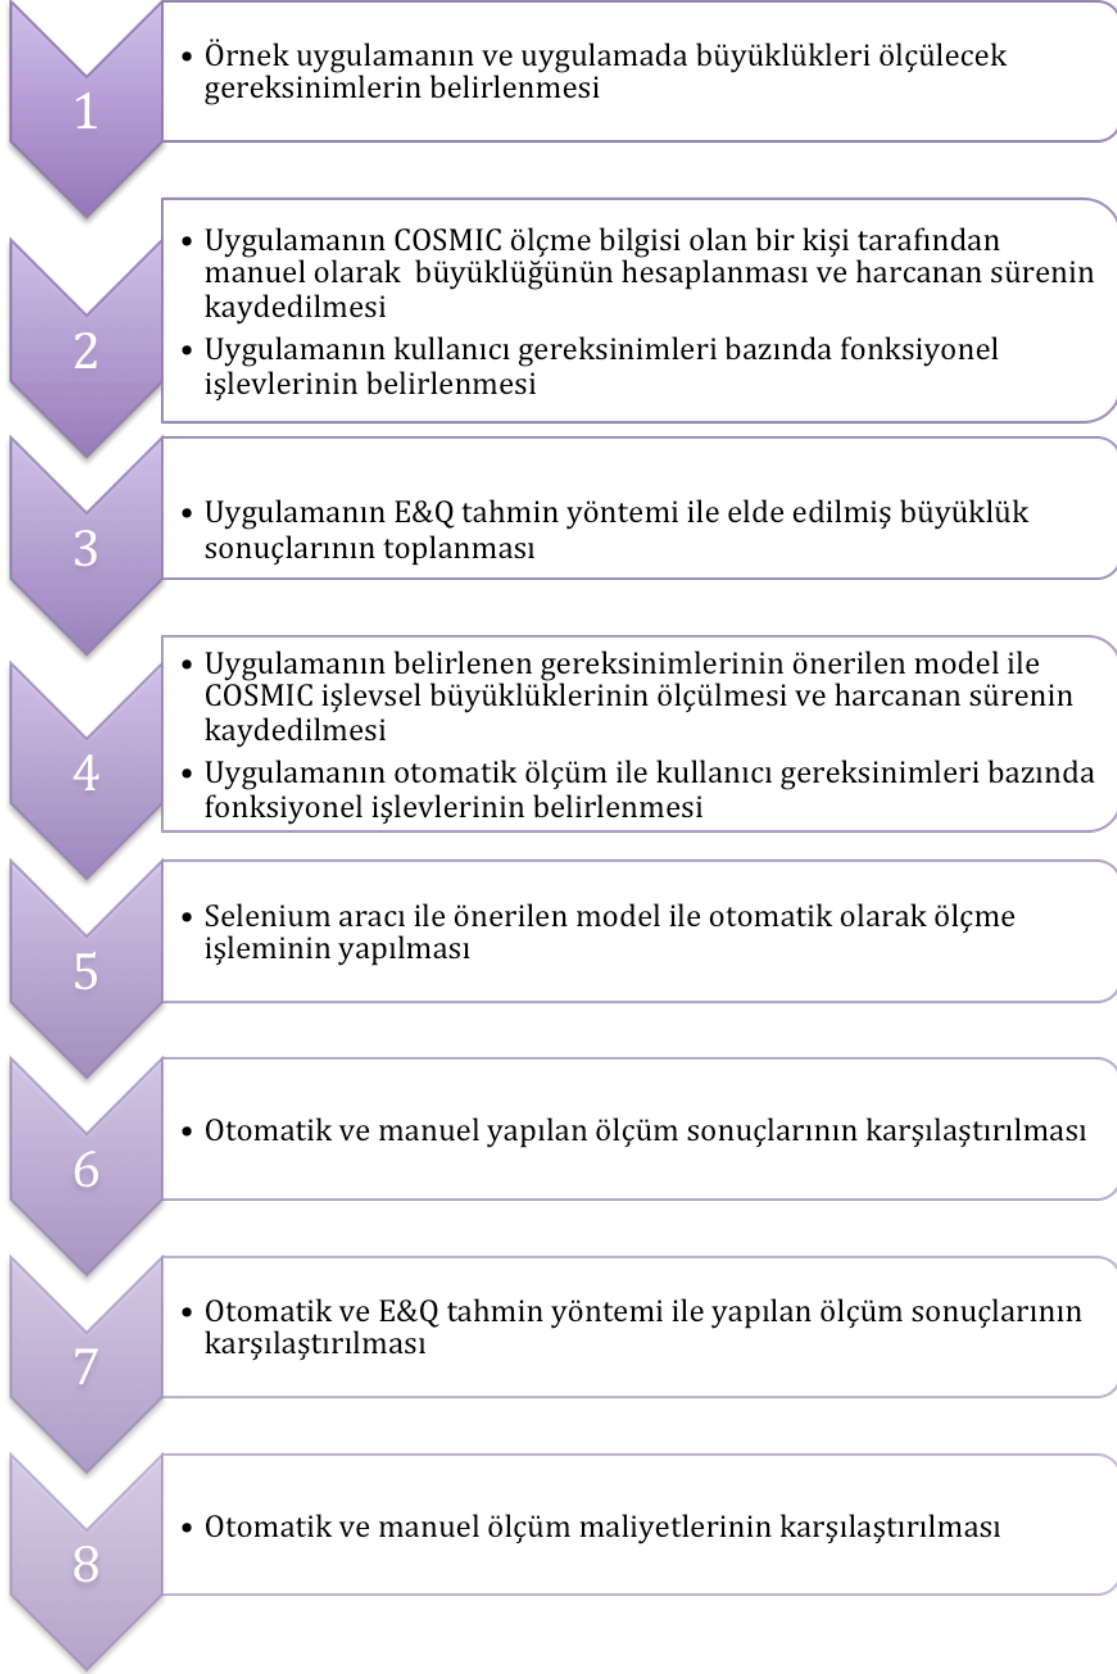 1
• Örnek uygulamanın ve uygulamada büyüklükleri ölçülecek
gereksinimlerin belirlenmesi
2
• Uygulamanın COSMIC ölçme bilgisi olan bir kişi tarafından
manuel olarak  büyüklüğünün hesaplanması ve harcanan sürenin
kaydedilmesi
• Uygulamanın kullanıcı gereksinimleri bazında fonksiyonel
işlevlerinin belirlenmesi
3
• Uygulamanın E&Q tahmin yöntemi ile elde edilmiş büyüklük
sonuçlarının toplanması
4
• Uygulamanın belirlenen gereksinimlerinin önerilen model ile
COSMIC işlevsel büyüklüklerinin ölçülmesi ve harcanan sürenin
kaydedilmesi
• Uygulamanın otomatik ölçüm ile kullanıcı gereksinimleri bazında
fonksiyonel işlevlerinin belirlenmesi
5
• Selenium aracı ile önerilen model ile otomatik olarak ölçme
işleminin yapılması
6
• Otomatik ve manuel yapılan ölçüm sonuçlarının karşılaştırılması
7
• Otomatik ve E&Q tahmin yöntemi ile yapılan ölçüm sonuçlarının
karşılaştırılması
8
• Otomatik ve manuel ölçüm maliyetlerinin karşılaştırılması